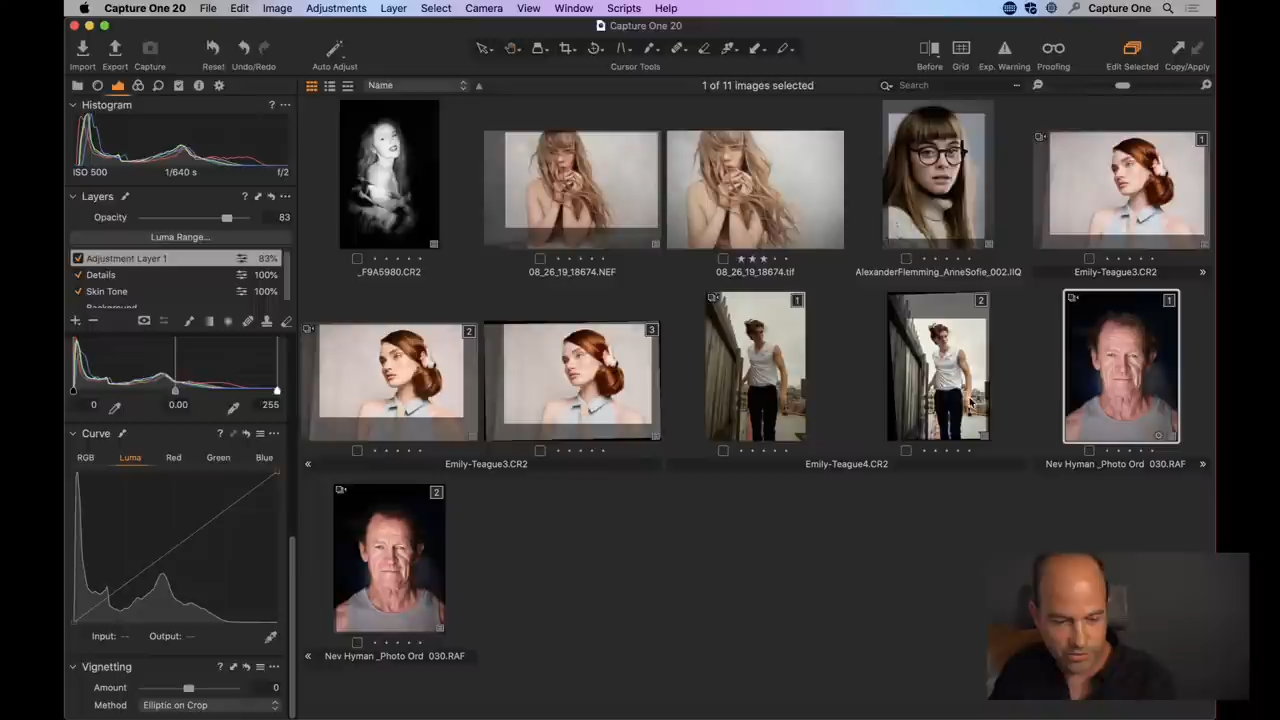 Capture One 20 File Edit Image Adjustments Layer Select Camera View Window Scripts Help Capture One
Capture One 20
Import Export Capture Reset Undo/Redo Auto Adjust Cursor Tools Before Grid Exp. Warning Proofing Edit Selected Copy/Apply
Name 1 of 11 images selected Search
Histogram
ISO 500 1/640 s f/2
Layers
Opacity 83
Luma Range...
Adjustment Layer 1 83%
Details 100%
Skin Tone 100%
Background
0 0.00 255
Curve
RGB Luma Red Green Blue
Input: -- Output: --
Vignetting
Amount 0
Method Elliptic on Crop
1
_F9A5980.CR2 08_26_19_18674.NEF 08_26_19_18674.tif AlexanderFlemming_AnneSofie_002.IIQ Emily-Teague3.CR2 »
2 3 1 2 1
« Emily-Teague3.CR2 Emily-Teague4.CR2 Nev Hyman _Photo Ord 030.RAF »
2
« Nev Hyman _Photo Ord 030.RAF